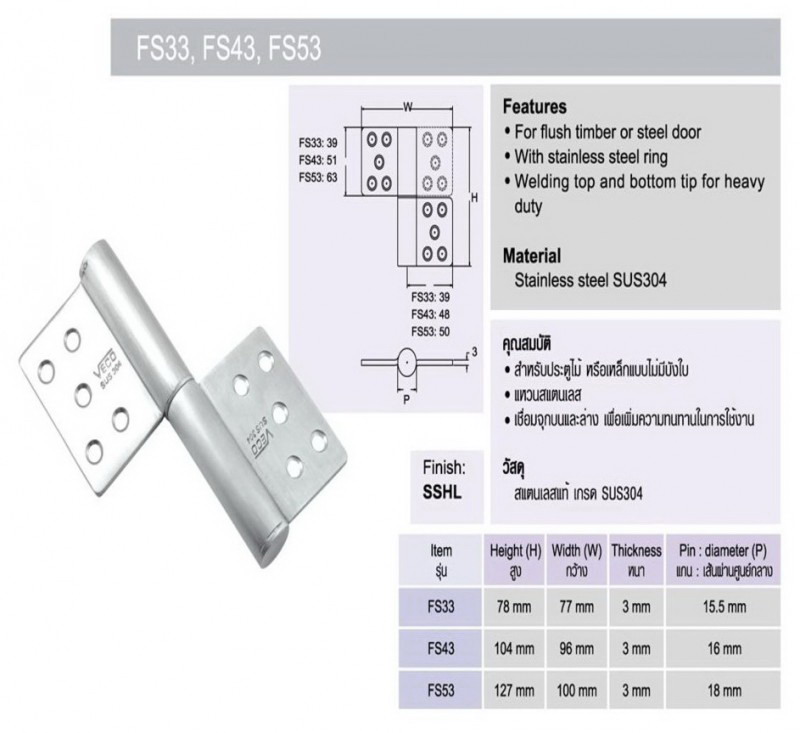 FS33, FS43, FS53
W
FS33: 39
FS43: 51
FS53: 63
H
FS33: 39
FS43: 48
FS53: 50
3
P
Features
• For flush timber or steel door
• With stainless steel ring
• Welding top and bottom tip for heavy
duty
Material
Stainless steel SUS304
คุณสมบัติ
• สำหรับประตูไม้ หรือเหล็กแบบไม่มีบังใบ
• แหวนสแตนเลส
• เชื่อมจุกบนและล่าง เพื่อเพิ่มความทนทานในการใช้งาน
วัสดุ
สแตนเลสแท้ เกรด SUS304
VECO
SUS 304
VECO
SUS 304
Finish:
SSHL
Item Height (H) Width (W) Thickness Pin : diameter (P)
รุ่น สูง กว้าง หนา แกน : เส้นผ่านศูนย์กลาง
FS33 78 mm 77 mm 3 mm 15.5 mm
FS43 104 mm 96 mm 3 mm 16 mm
FS53 127 mm 100 mm 3 mm 18 mm